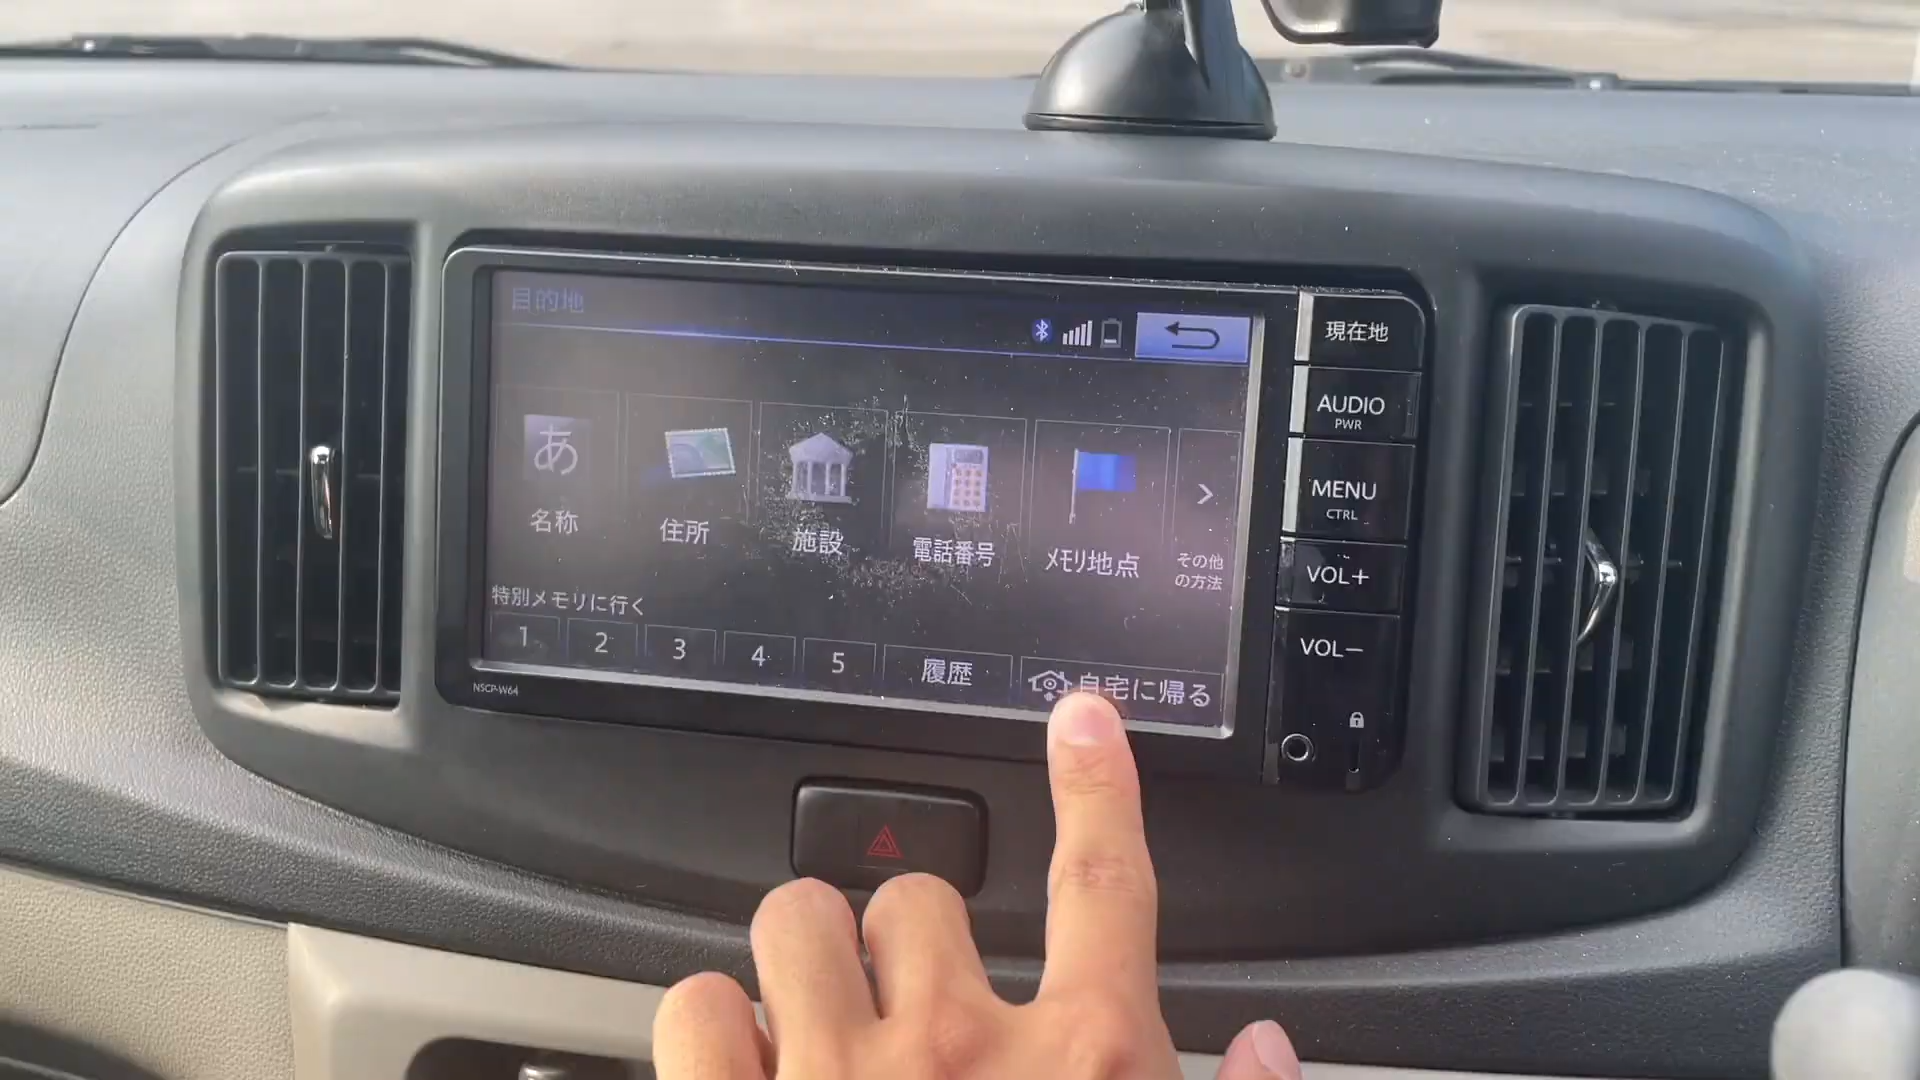 目的地
現在地
AUDIO
PWR
MENU
CTRL
VOL+
VOL−
あ
名称
住所
施設
電話番号
メモリ地点
その他
の方法
特別メモリに行く
1
2
3
4
5
履歴
自宅に帰る
NSCP-W64